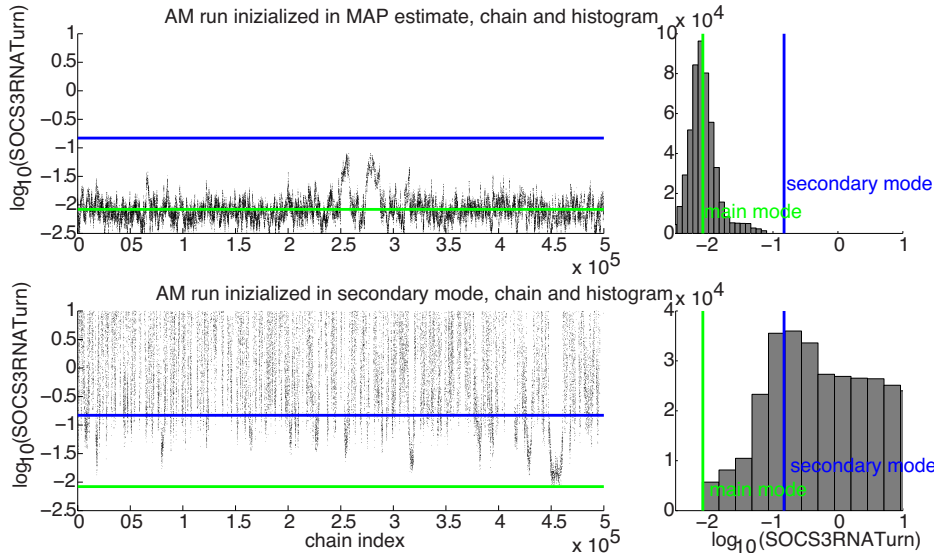 AM run inizialized in MAP estimate, chain and histogram
log10(SOCS3RNATurn)
1
0.5
0
−0.5
−1
−1.5
−2
−2.5
0 0.5 1 1.5 2 2.5 3 3.5 4 4.5 5
x 10^5
x 10^4
10
8
6
4
2
0
secondary mode
main mode
−2 −1 0 1
AM run inizialized in secondary mode, chain and histogram
log10(SOCS3RNATurn)
1
0.5
0
−0.5
−1
−1.5
−2
−2.5
0 0.5 1 1.5 2 2.5 3 3.5 4 4.5 5
chain index
x 10^5
x 10^4
4
3
2
1
0
secondary mode
main mode
−2 −1 0 1
log10(SOCS3RNATurn)